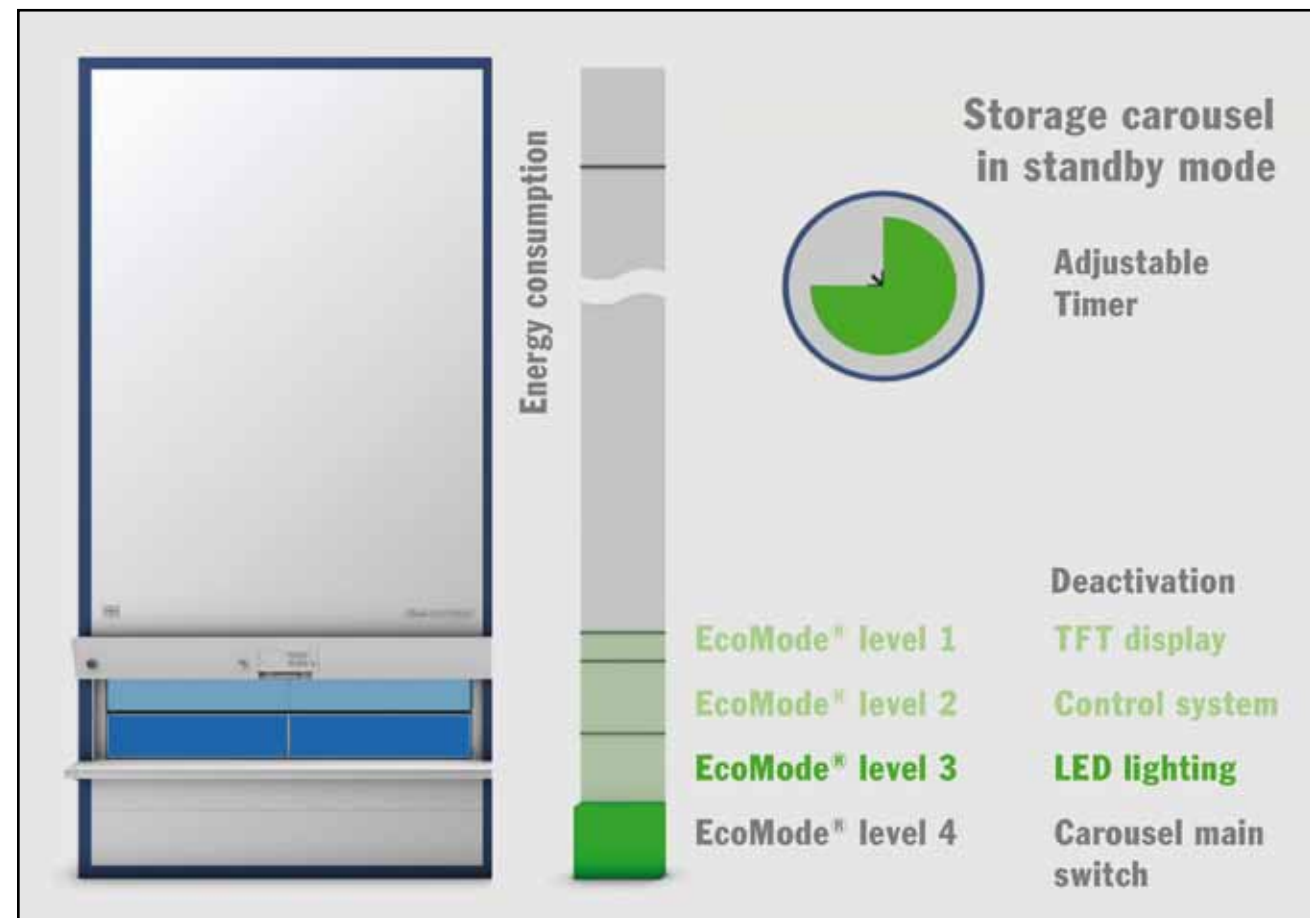 Storage carousel
in standby mode
Energy consumption
Adjustable
Timer
Deactivation
EcoMode® level 1 TFT display
EcoMode® level 2 Control system
EcoMode® level 3 LED lighting
EcoMode® level 4 Carousel main
switch